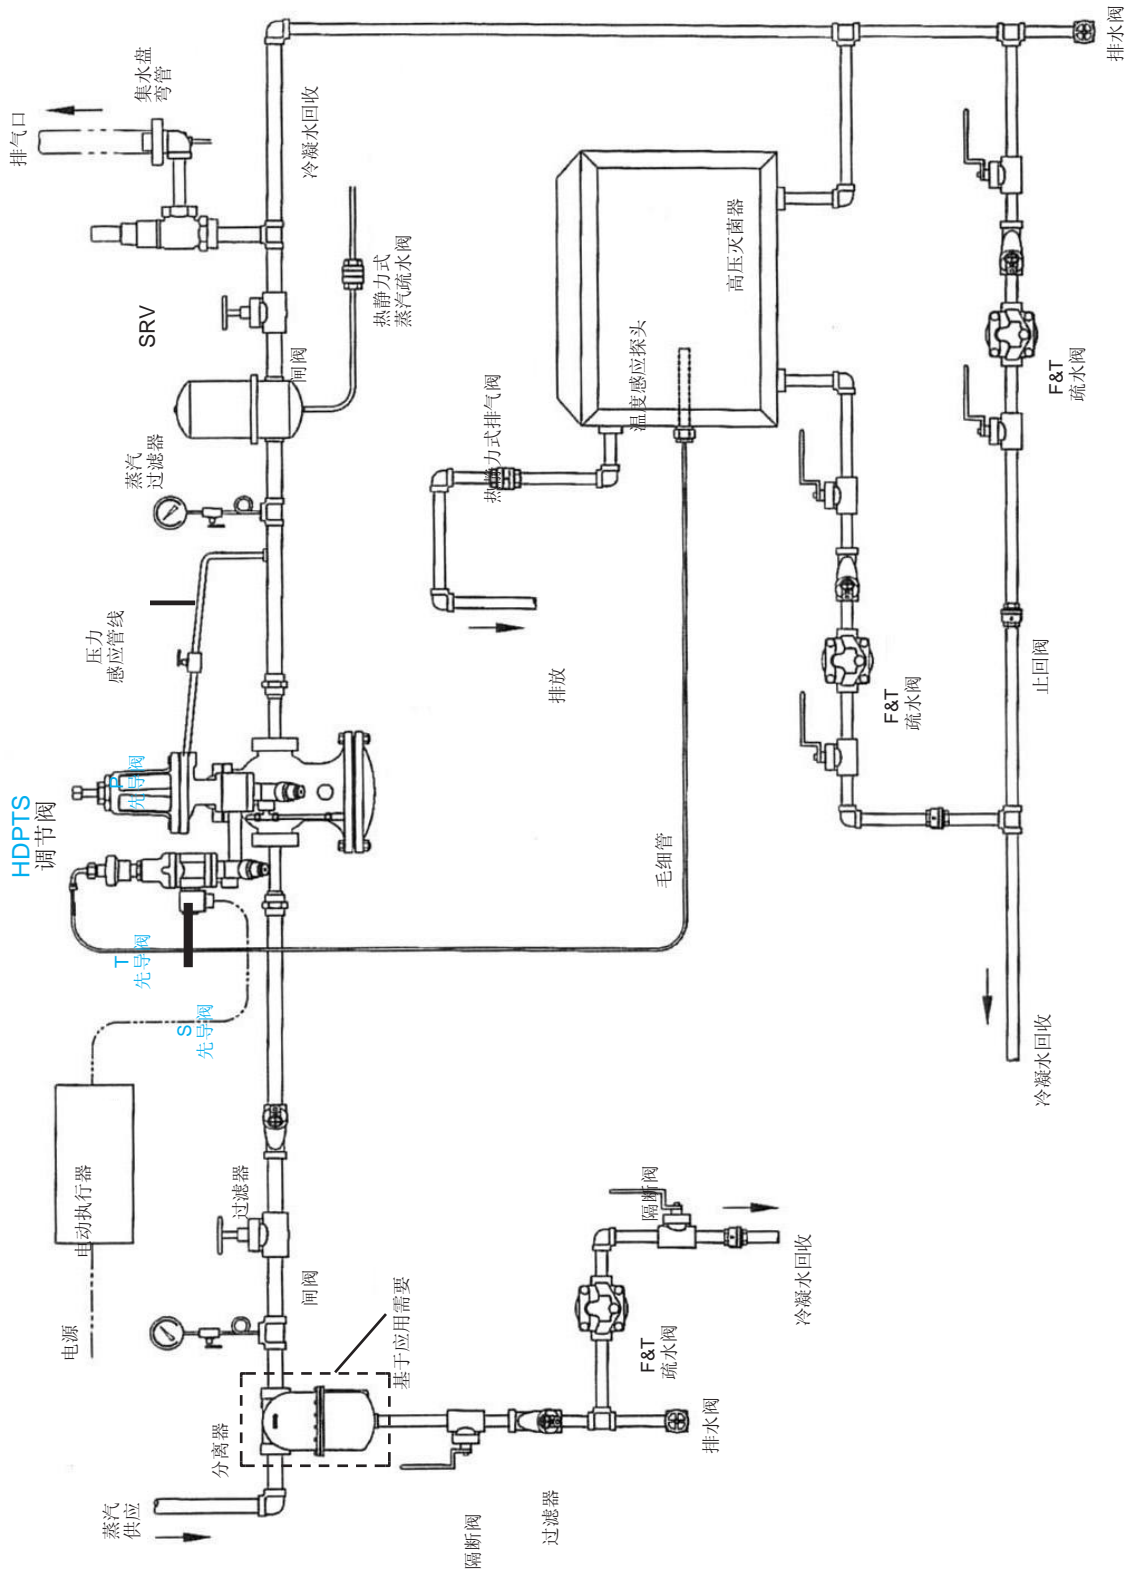 蒸汽
供应
分离器
基于应用需要
电源
电动执行器
闸阀
过滤器
S
先导阀
T
先导阀
HDPTS
调节阀
P
先导阀
压力
感应管线
蒸汽
过滤器
闸阀
SRV
热静力式
蒸汽疏水阀
排气口
集水盘
弯管
冷凝水回收
热静力式排气阀
排放
温度感应探头
高压灭菌器
毛细管
隔断阀
过滤器
排水阀
F&T
疏水阀
隔断阀
冷凝水回收
F&T
疏水阀
F&T
疏水阀
止回阀
冷凝水回收
排水阀